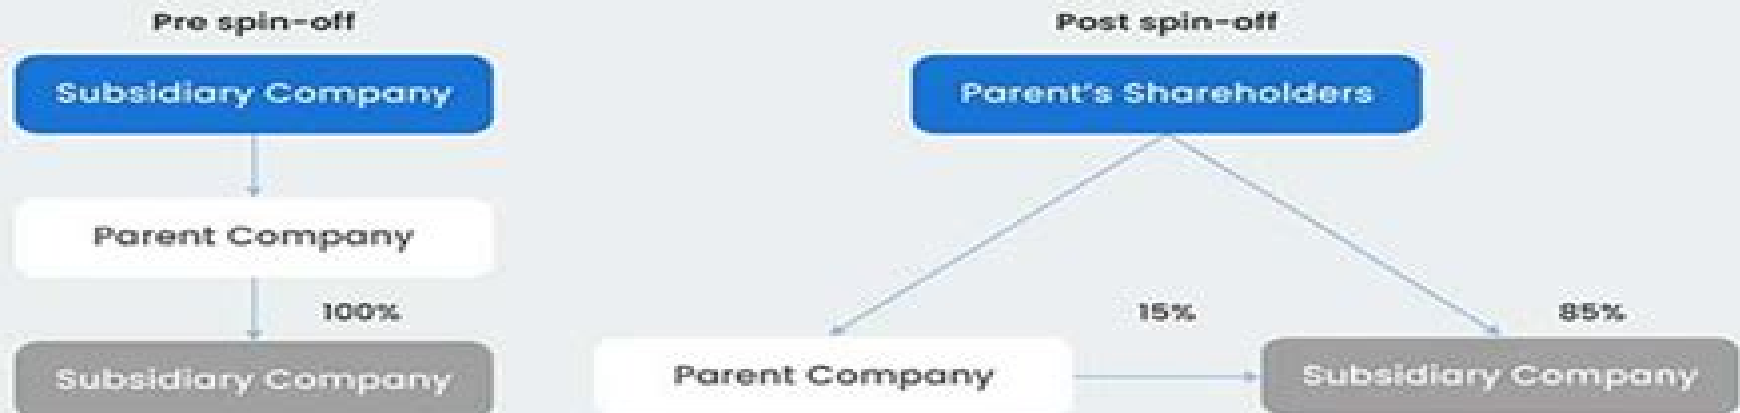 Pre spin-off
Subsidiary Company
Parent Company
100%
Subsidiary Company
Post spin-off
Parent's Shareholders
15%
85%
Parent Company
Subsidiary Company